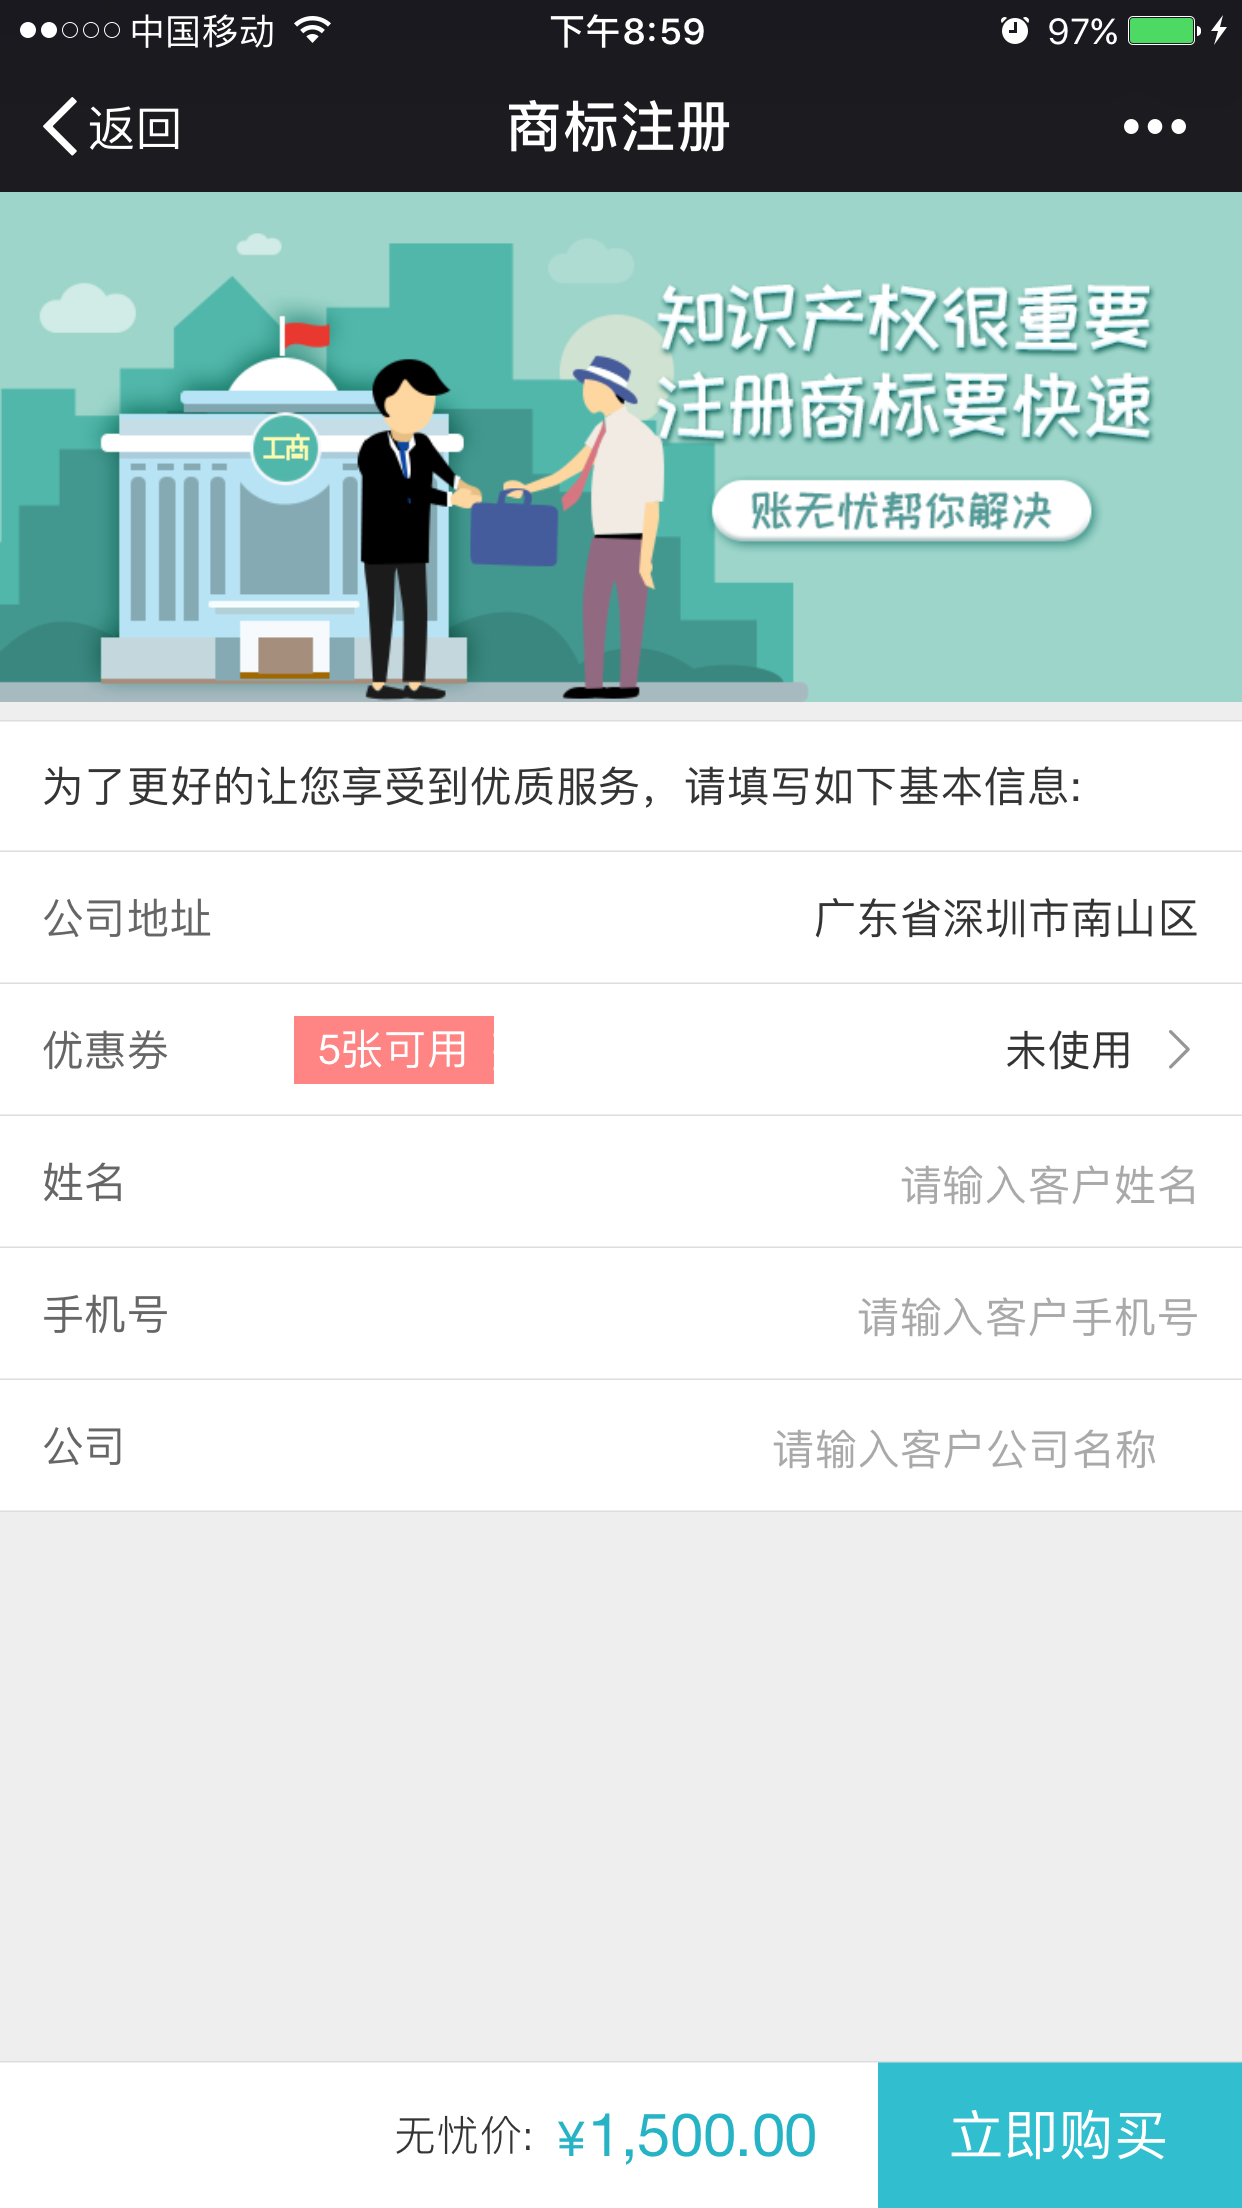 中国移动 下午8:59 97%
返回 商标注册
知识产权很重要
注册商标要快速
账无忧帮你解决
工商
为了更好的让您享受到优质服务，请填写如下基本信息:
公司地址 广东省深圳市南山区
优惠券 5张可用 未使用
姓名 请输入客户姓名
手机号 请输入客户手机号
公司 请输入客户公司名称
无忧价: ¥1,500.00 立即购买